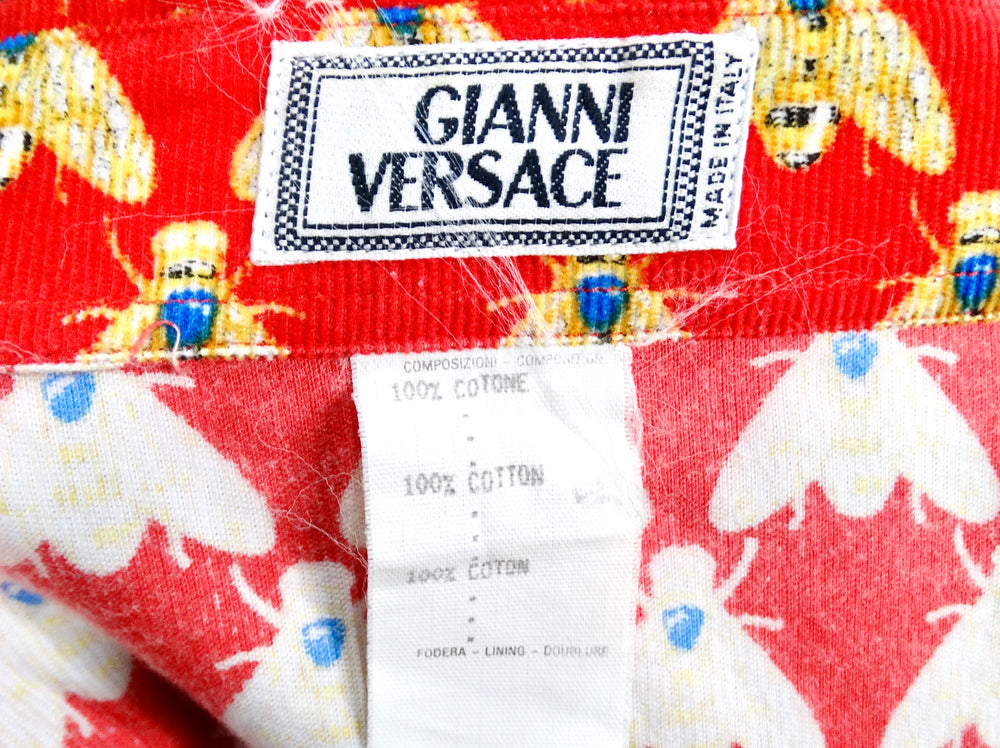 GIANNI
VERSACE
MADE IN ITALY
COMPOSIZIONI - COMPOSITION
100% COTONE
100% COTTON
100% COTON
FODERA - LINING - DOUBLURE